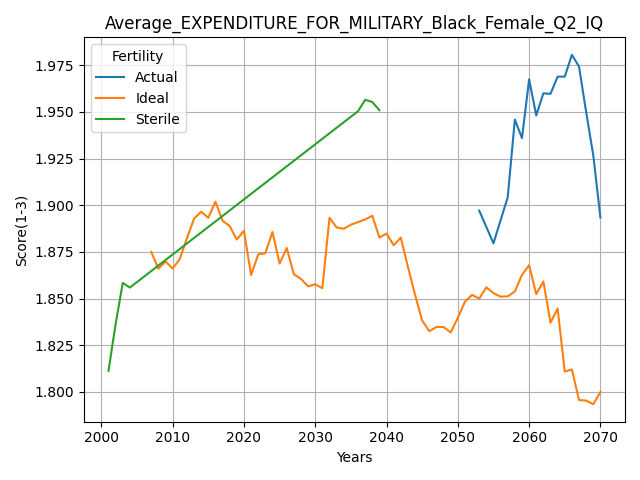 Average_EXPENDITURE_FOR_MILITARY_Black_Female_Q2_IQ
Fertility
Actual
Ideal
Sterile
Score(1-3)
1.975
1.950
1.925
1.900
1.875
1.850
1.825
1.800
2000 2010 2020 2030 2040 2050 2060 2070
Years